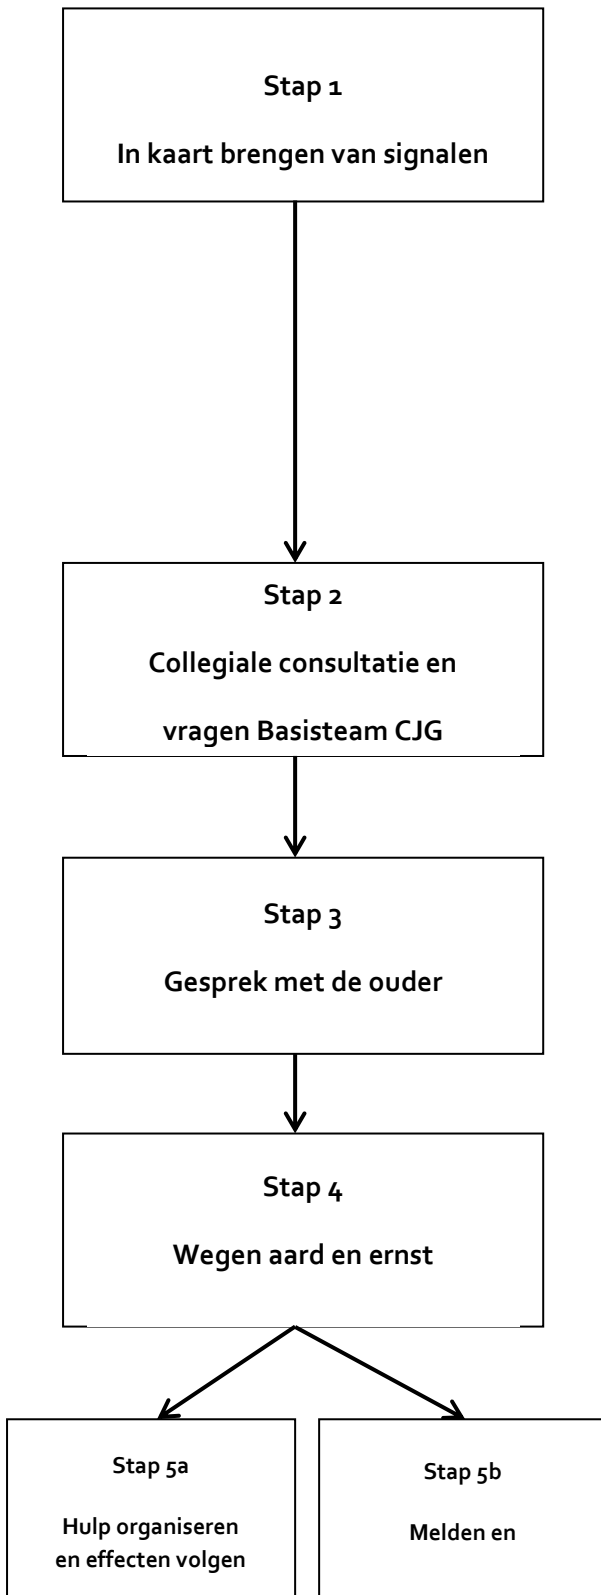 Stap 1
In kaart brengen van signalen
Stap 2
Collegiale consultatie en
vragen Basisteam CJG
Stap 3
Gesprek met de ouder
Stap 4
Wegen aard en ernst
Stap 5a
Hulp organiseren
en effecten volgen
Stap 5b
Melden en